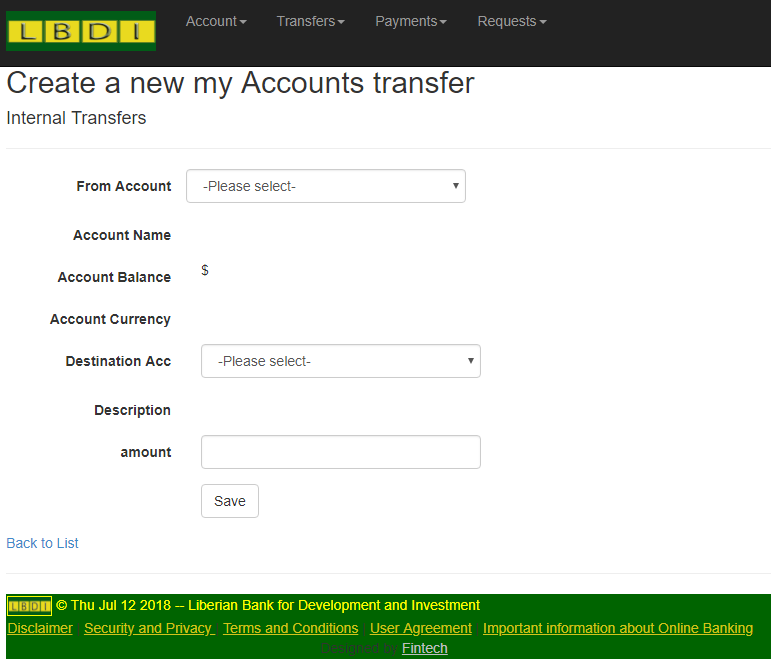 LBDI Account Transfers Payments Requests
Create a new my Accounts transfer
Internal Transfers
From Account -Please select-
Account Name
Account Balance $
Account Currency
Destination Acc -Please select-
Description
amount
Save
Back to List
LBDI © Thu Jul 12 2018 -- Liberian Bank for Development and Investment
Disclaimer Security and Privacy Terms and Conditions User Agreement Important information about Online Banking
Designed by Fintech